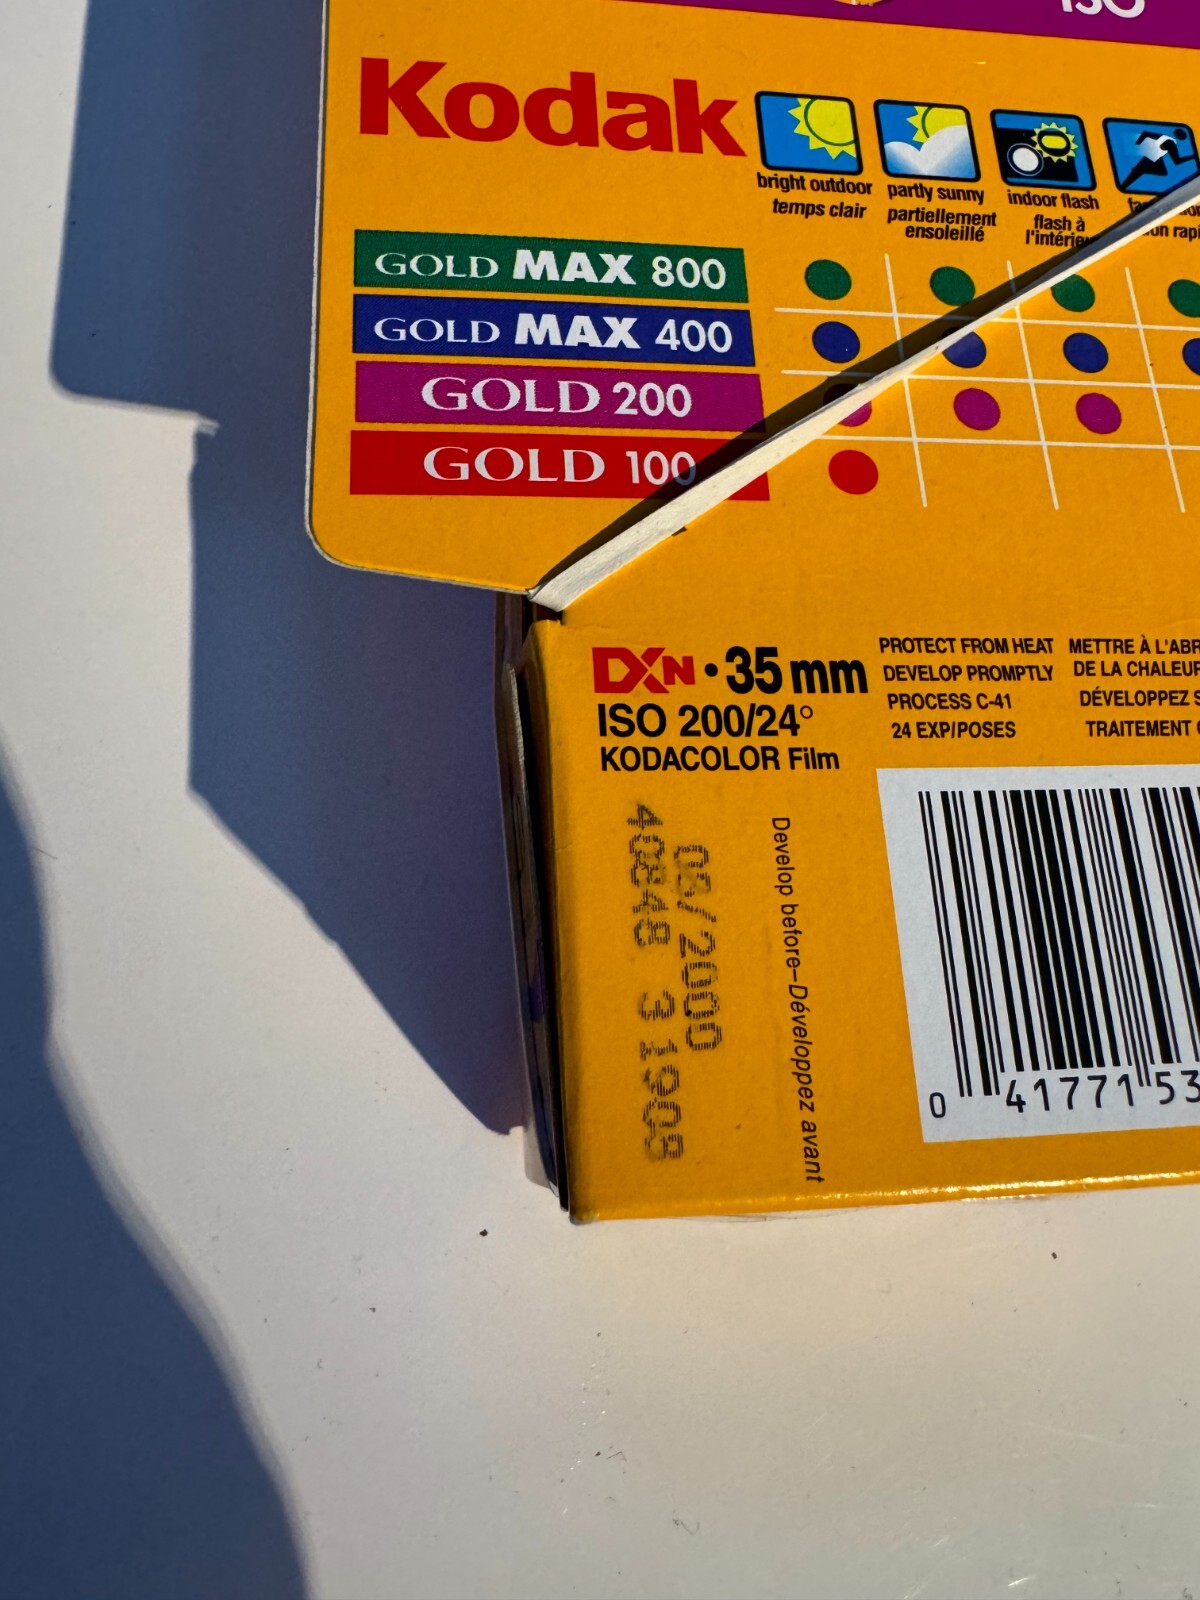 ISO
Kodak
bright outdoor
temps clair
partly sunny
partiellement
ensoleillé
indoor flash
flash à
GOLD MAX 800
GOLD MAX 400
GOLD 200
GOLD 100
DXN • 35 mm
ISO 200/24°
KODACOLOR Film
PROTECT FROM HEAT
DEVELOP PROMPTLY
PROCESS C-41
24 EXP/POSES
METTRE À L'ABR
DE LA CHALEUR
DÉVELOPPEZ S
TRAITEMENT
08/2000
Develop before–Développez avant
0 41771 53